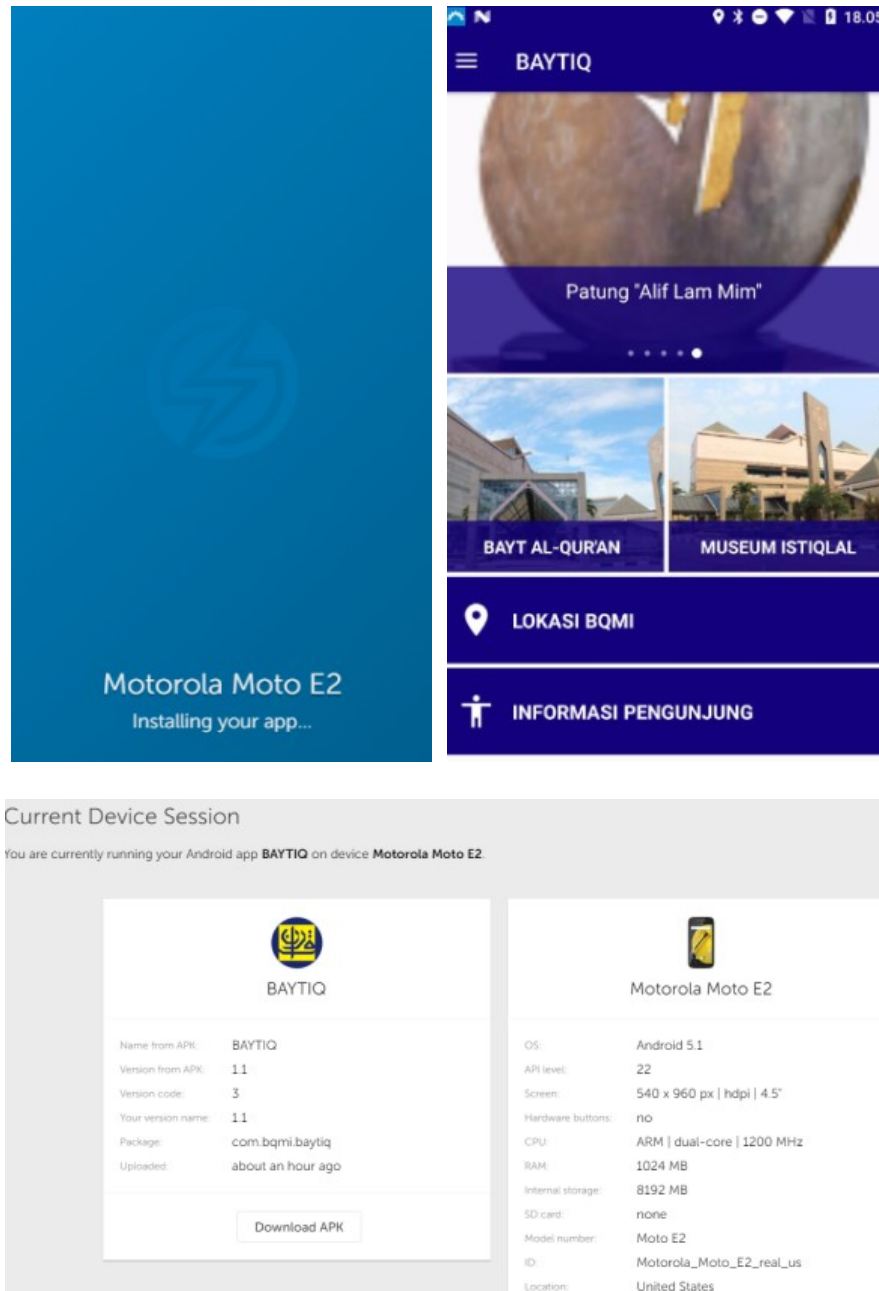 Motorola Moto E2
Installing your app...
18.05
BAYTIQ
Patung "Alif Lam Mim"
BAYT AL-QUR'AN
MUSEUM ISTIQLAL
LOKASI BQMI
INFORMASI PENGUNJUNG
Current Device Session
You are currently running your Android app BAYTIQ on device Motorola Moto E2.
BAYTIQ
Name from APK: BAYTIQ
Version from APK: 1.1
Version code: 3
Your version name: 1.1
Package: com.bqmi.baytiq
Uploaded: about an hour ago
Download APK
Motorola Moto E2
OS: Android 5.1
API level: 22
Screen: 540 x 960 px | hdpi | 4.5"
Hardware buttons: no
CPU: ARM | dual-core | 1200 MHz
RAM: 1024 MB
Internal storage: 8192 MB
SD card: none
Model number: Moto E2
ID: Motorola_Moto_E2_real_us
Location: United States